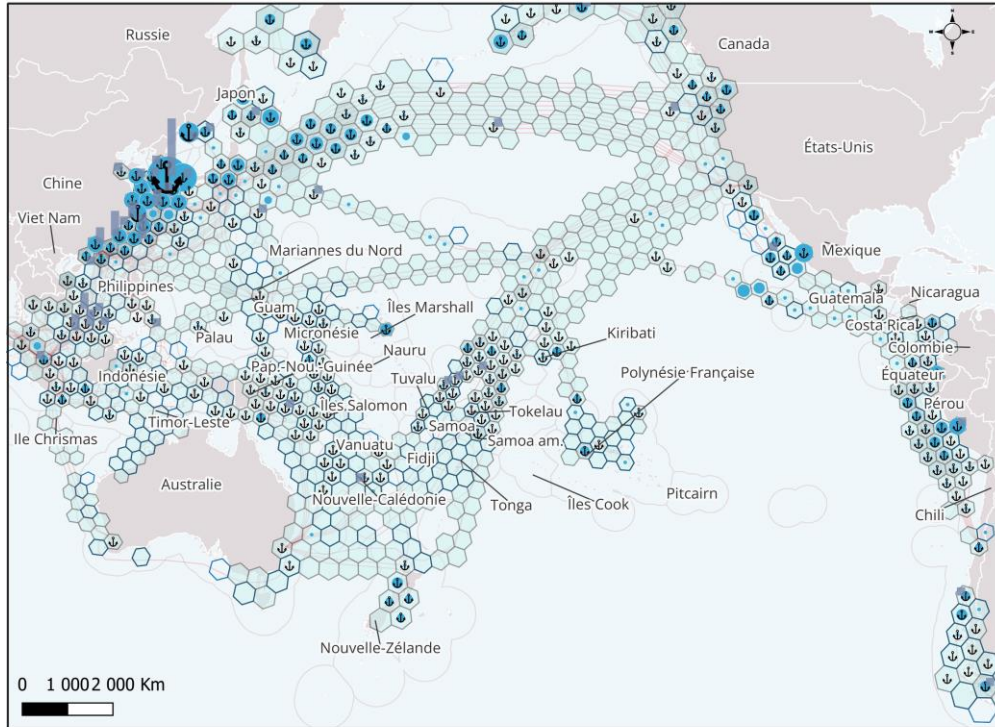 Russie
Canada
Japon
États-Unis
Chine
Viet Nam
Mariannes du Nord
Mexique
Philippines
Guatemala
Nicaragua
Guam
Îles Marshall
Costa Rica
Micronésie
Kiribati
Palau
Nauru
Colombie
Pap.-Nou.-Guinée
Polynésie Française
Indonésie
Tuvalu
Équateur
Îles Salomon
Tokelau
Pérou
Timor-Leste
Samoa
Ile Chrismas
Vanuatu
Samoa am.
Fidji
Australie
Nouvelle-Calédonie
Tonga
Îles Cook
Pitcairn
Chili
Nouvelle-Zélande
0 1 000 2 000 Km